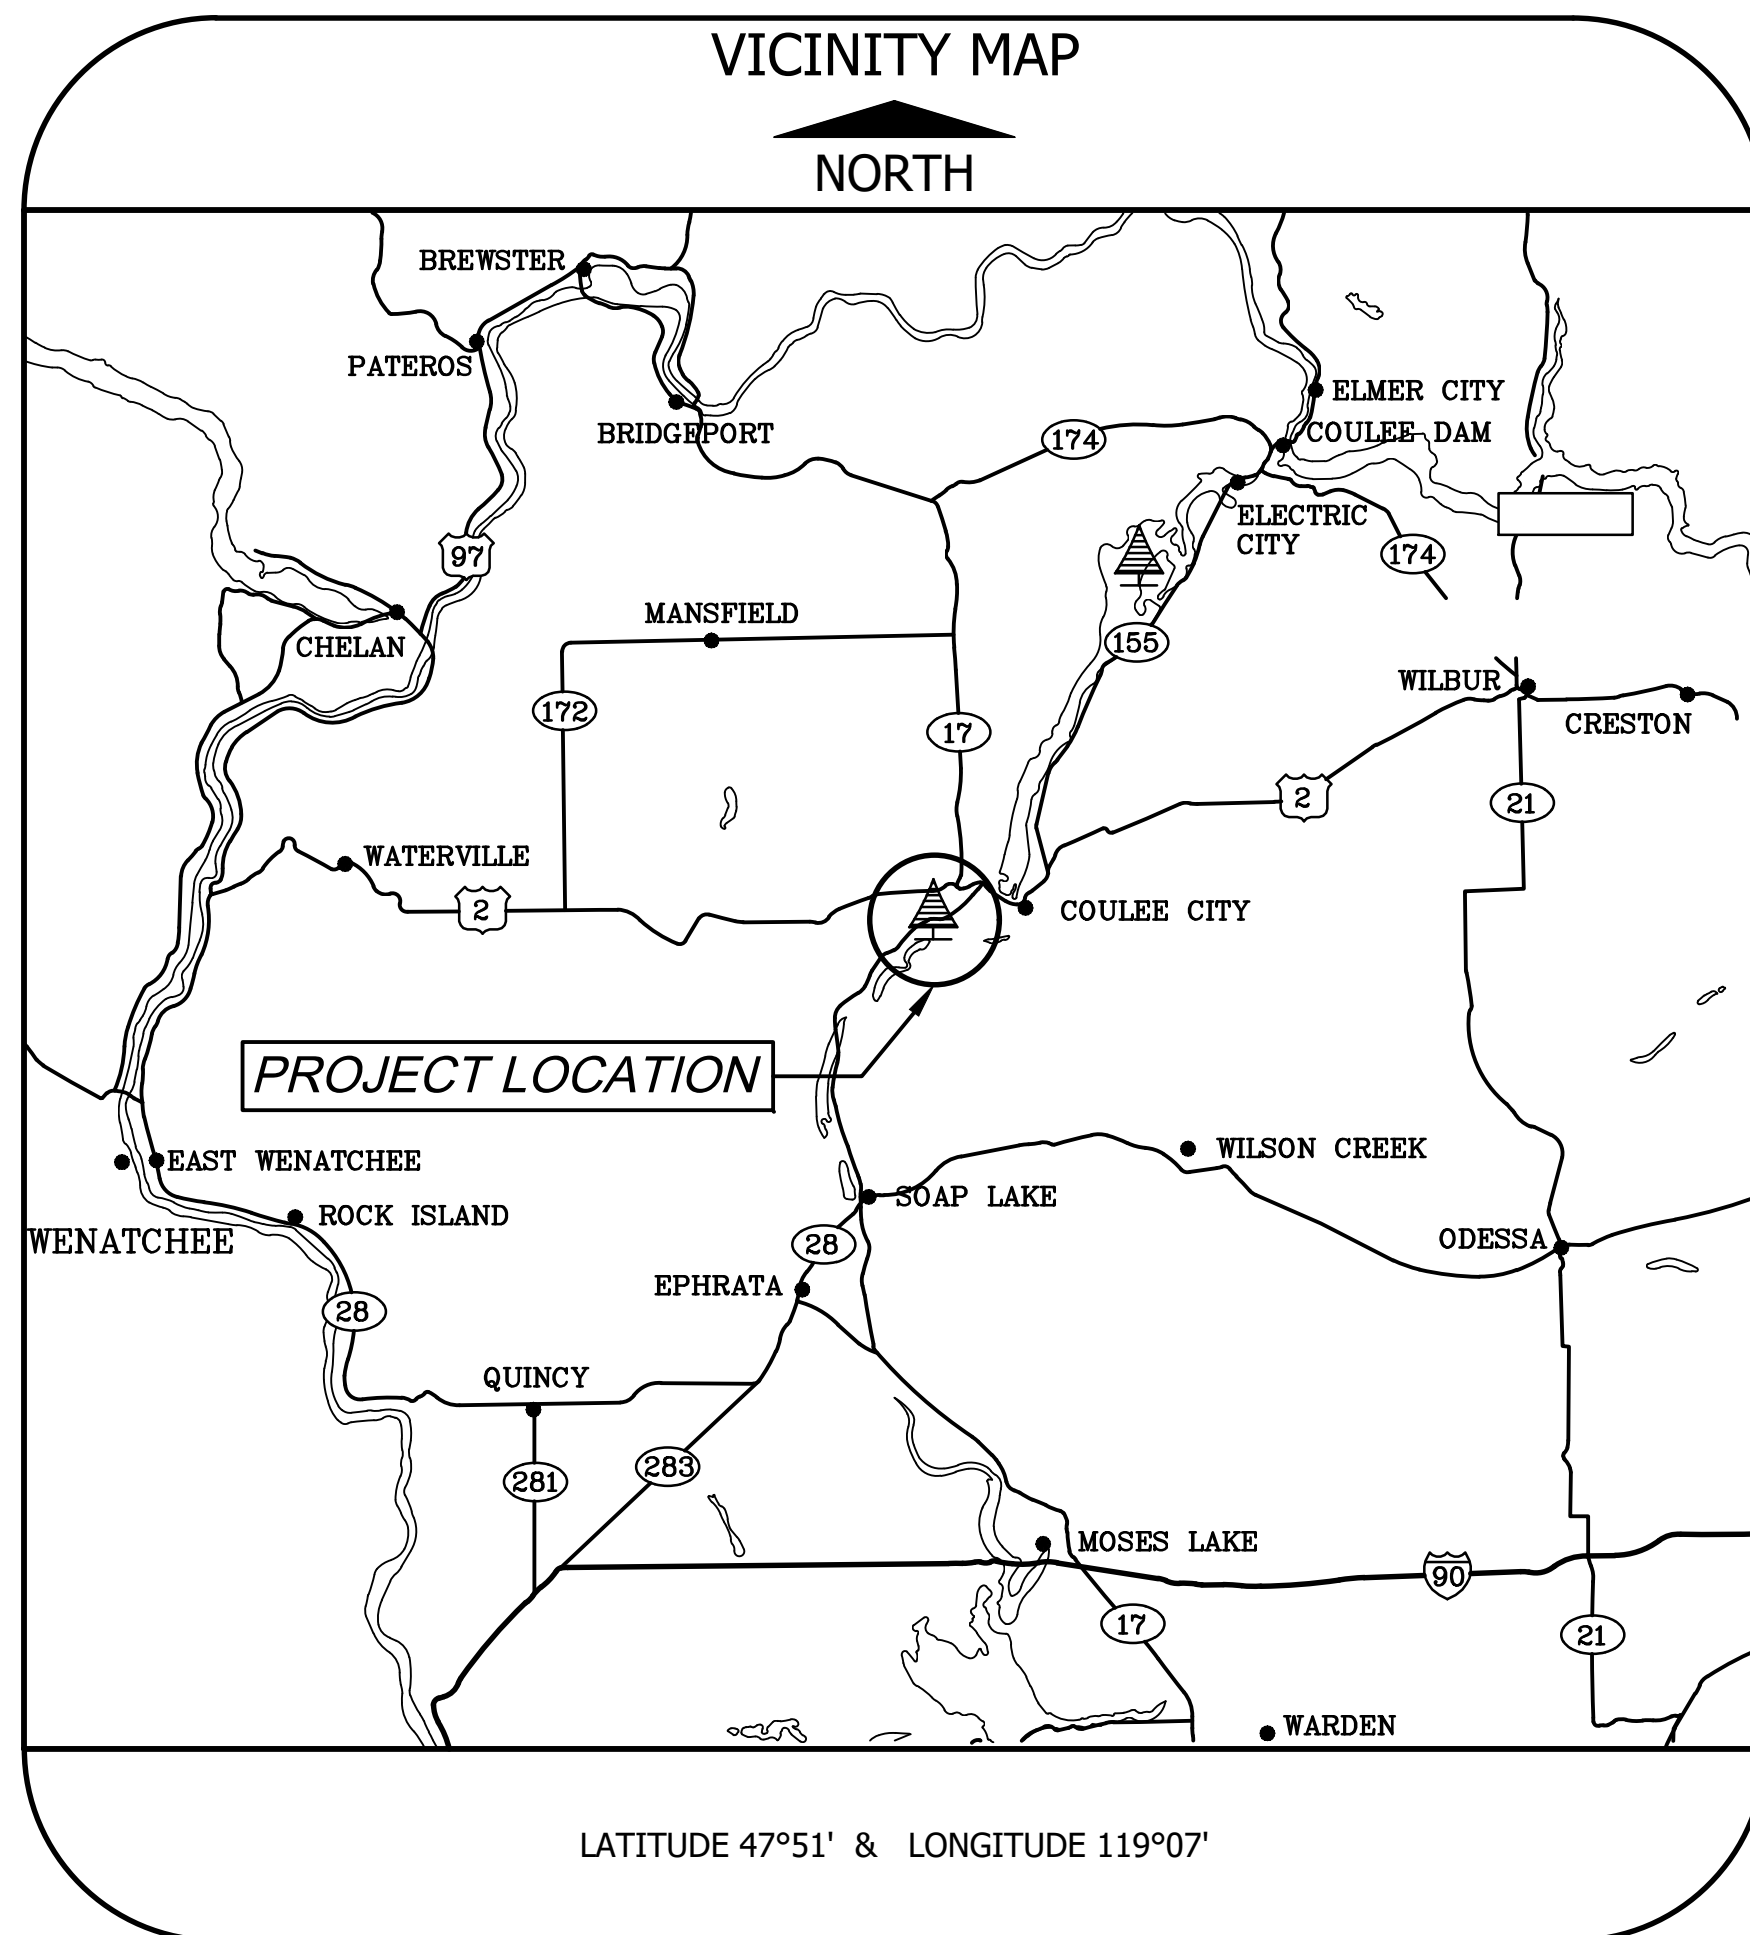 VICINITY MAP
NORTH
BREWSTER
PATEROS
BRIDGEPORT
174
ELMER CITY
COULEE DAM
ELECTRIC
CITY
174
97
CHELAN
MANSFIELD
155
172
17
WILBUR
CRESTON
2
21
WATERVILLE
2
COULEE CITY
PROJECT LOCATION
EAST WENATCHEE
WILSON CREEK
SOAP LAKE
ROCK ISLAND
WENATCHEE
28
ODESSA
EPHRATA
28
QUINCY
283
281
MOSES LAKE
90
17
21
WARDEN
LATITUDE 47°51' & LONGITUDE 119°07'